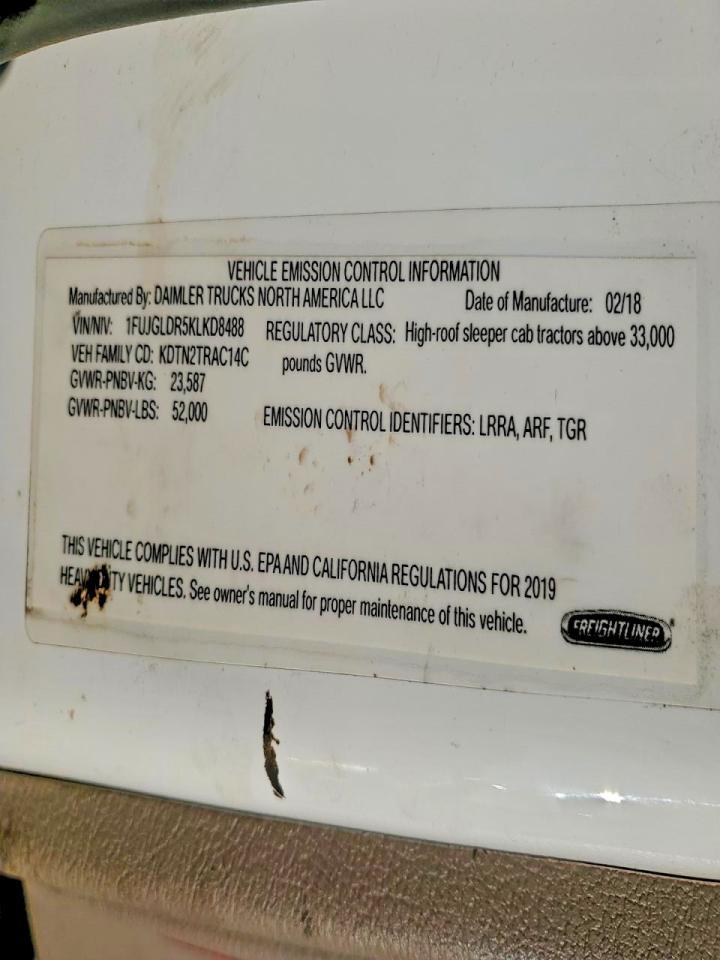 VEHICLE EMISSION CONTROL INFORMATION
Manufactured By: DAIMLER TRUCKS NORTH AMERICA LLC Date of Manufacture: 02/18
VIN/NIV: 1FUJGLDR5KLKD8488 REGULATORY CLASS: High-roof sleeper cab tractors above 33,000
VEH FAMILY CD: KDTN2TRAC14C pounds GVWR.
GVWR-PNBV-KG: 23,587
GVWR-PNBV-LBS: 52,000 EMISSION CONTROL IDENTIFIERS: LRRA, ARF, TGR
THIS VEHICLE COMPLIES WITH U.S. EPA AND CALIFORNIA REGULATIONS FOR 2019
VEHICLES. See owner's manual for proper maintenance of this vehicle.
FREIGHTLINER